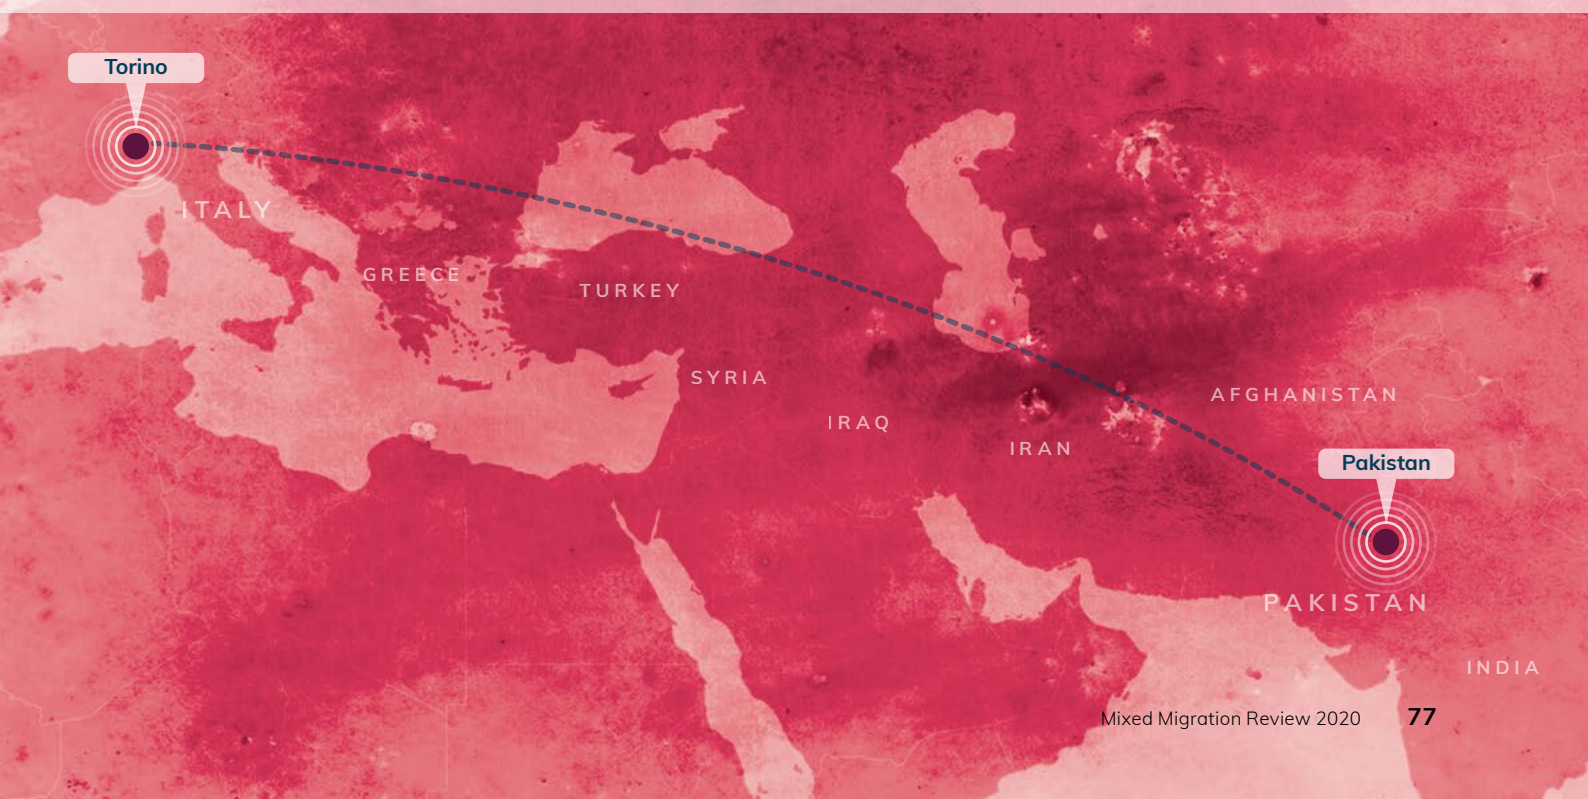 Torino
ITALY
GREECE
TURKEY
SYRIA
AFGHANISTAN
IRAQ
IRAN
Pakistan
PAKISTAN
INDIA
Mixed Migration Review 2020 77